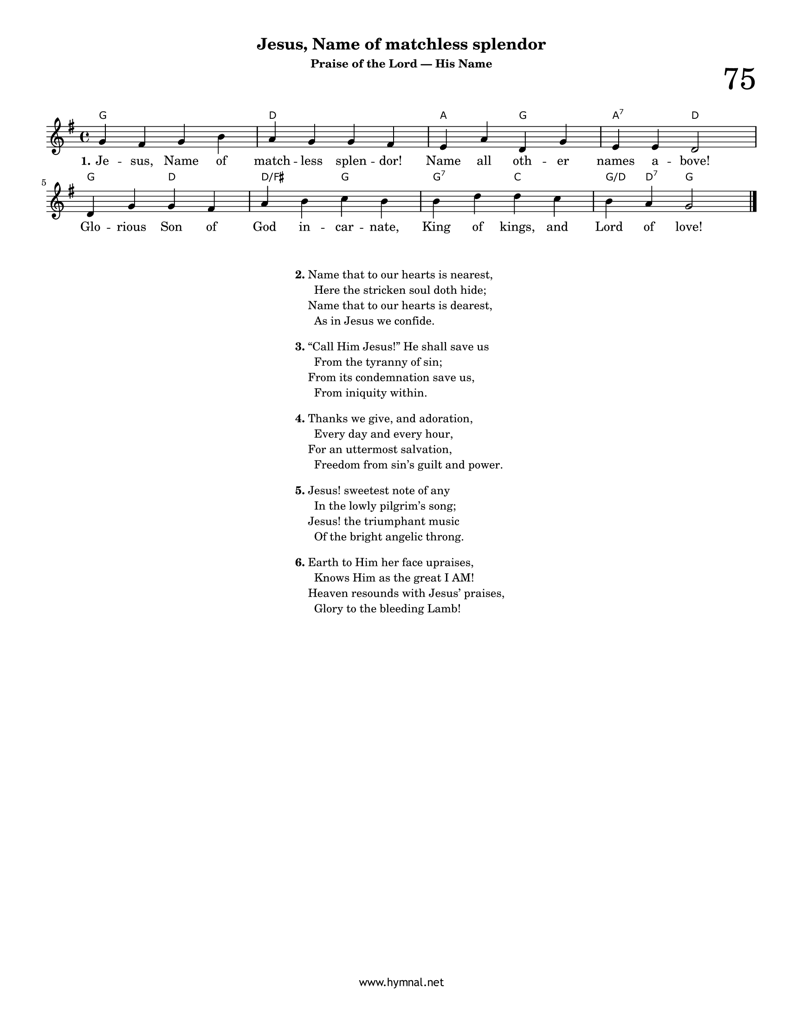 Jesus, Name of matchless splendor
Praise of the Lord — His Name
75
G D A G A7 D
1. Je - sus, Name of match - less splen - dor! Name all oth - er names a - bove!
5
G D D/F♯ G G7 C G/D D7 G
Glo - rious Son of God in - car - nate, King of kings, and Lord of love!
2. Name that to our hearts is nearest,
Here the stricken soul doth hide;
Name that to our hearts is dearest,
As in Jesus we confide.
3. “Call Him Jesus!” He shall save us
From the tyranny of sin;
From its condemnation save us,
From iniquity within.
4. Thanks we give, and adoration,
Every day and every hour,
For an uttermost salvation,
Freedom from sin’s guilt and power.
5. Jesus! sweetest note of any
In the lowly pilgrim’s song;
Jesus! the triumphant music
Of the bright angelic throng.
6. Earth to Him her face upraises,
Knows Him as the great I AM!
Heaven resounds with Jesus’ praises,
Glory to the bleeding Lamb!
www.hymnal.net